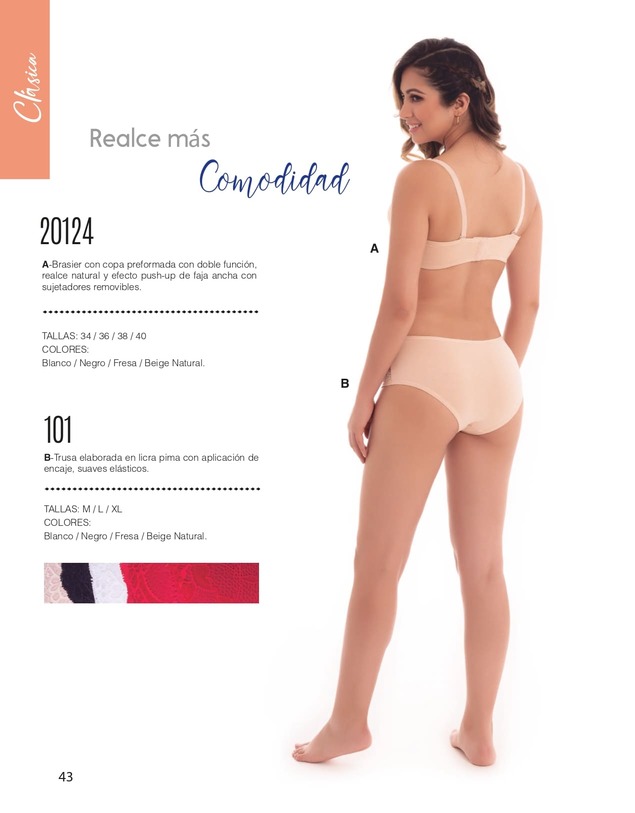 Clásica
Realce más
Comodidad
20124
A-Brasier con copa preformada con doble función,
realce natural y efecto push-up de faja ancha con
sujetadores removibles.
TALLAS: 34 / 36 / 38 / 40
COLORES:
Blanco / Negro / Fresa / Beige Natural.
A
B
101
B-Trusa elaborada en licra pima con aplicación de
encaje, suaves elásticos.
TALLAS: M / L / XL
COLORES:
Blanco / Negro / Fresa / Beige Natural.
43